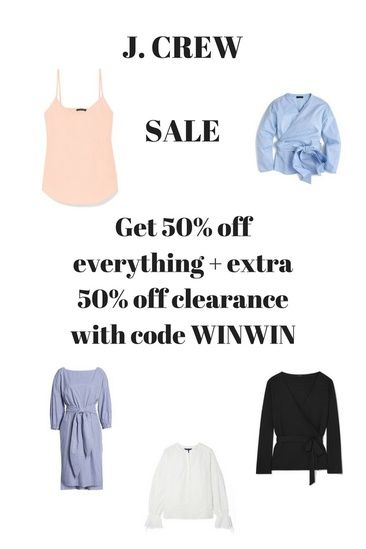 J. CREW
SALE
Get 50% off
everything + extra
50% off clearance
with code WINWIN